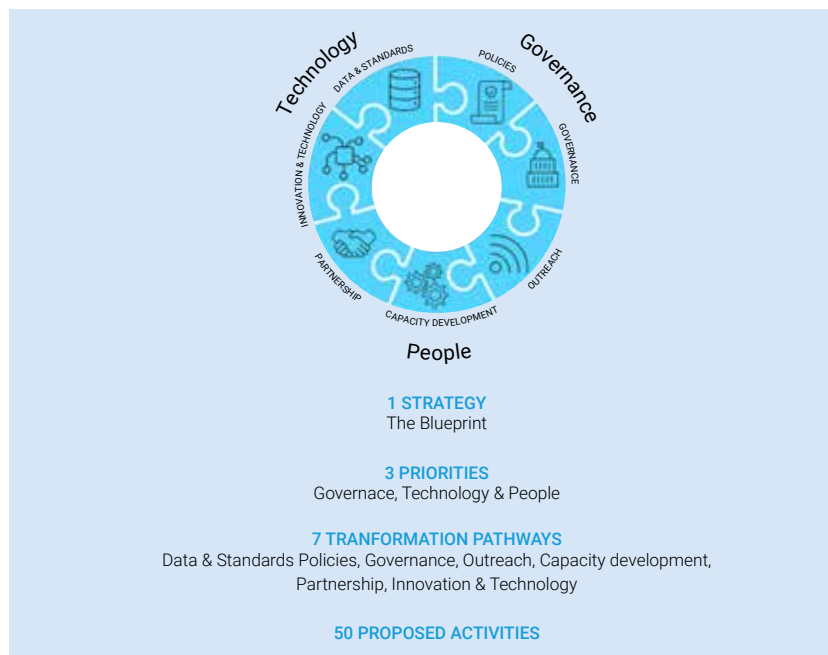 Technology
Governance
DATA & STANDARDS
POLICIES
INNOVATION & TECHNOLOGY
GOVERNANCE
PARTNERSHIP
OUTREACH
CAPACITY DEVELOPMENT
People
1 STRATEGY
The Blueprint
3 PRIORITIES
Governace, Technology & People
7 TRANFORMATION PATHWAYS
Data & Standards Policies, Governance, Outreach, Capacity development,
Partnership, Innovation & Technology
50 PROPOSED ACTIVITIES